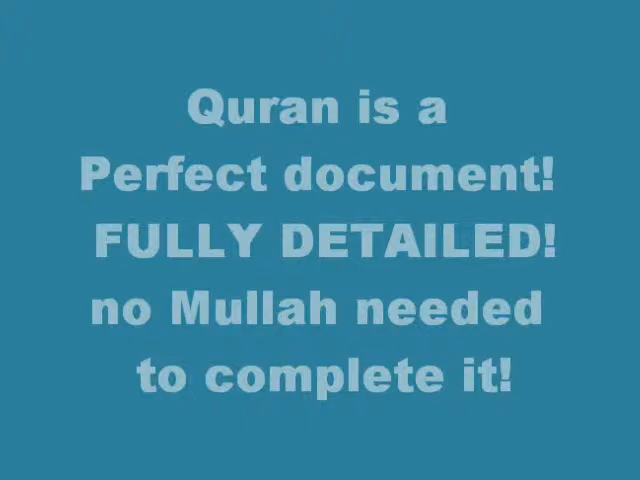 Quran is a
Perfect document!
FULLY DETAILED!
no Mullah needed
to complete it!